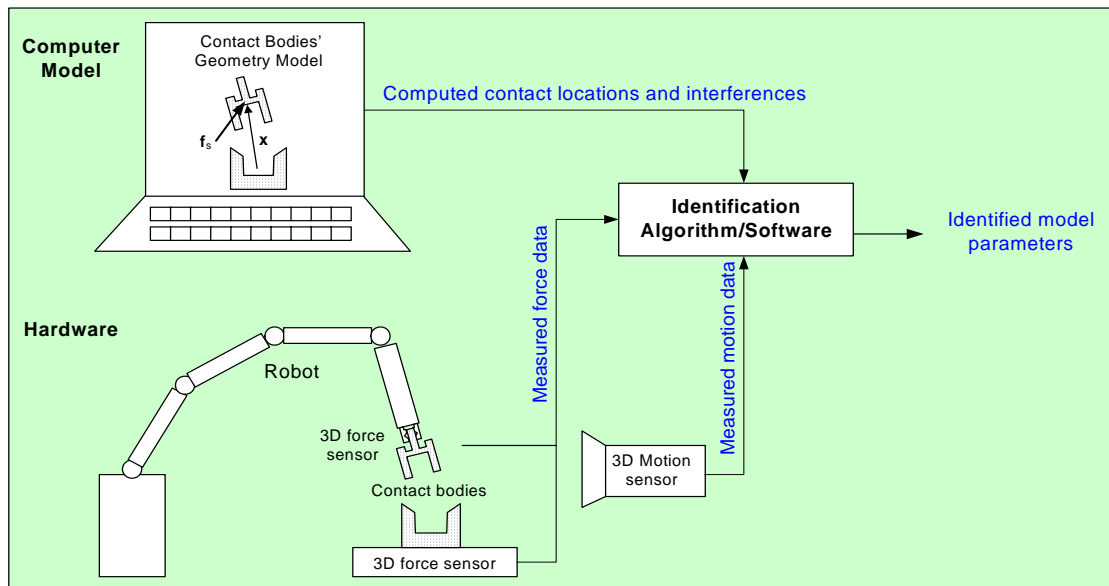 Computer
Model
Contact Bodies'
Geometry Model
fs
x
Computed contact locations and interferences
Identification
Algorithm/Software
Identified model
parameters
Measured force data
Measured motion data
Hardware
Robot
3D force
sensor
Contact bodies
3D force sensor
3D Motion
sensor